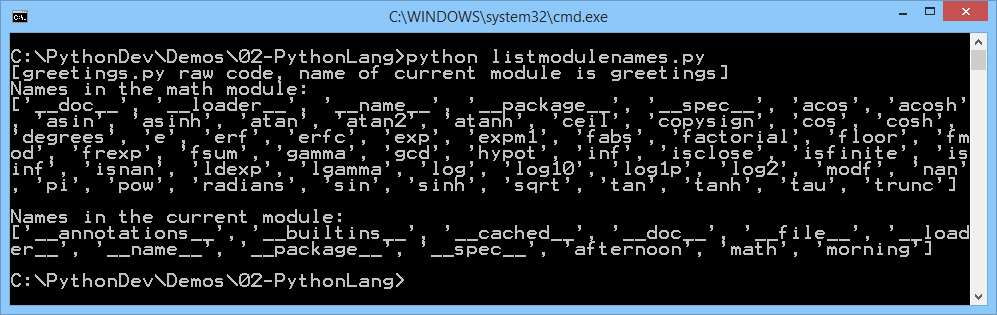 C:\WINDOWS\system32\cmd.exe
C:\PythonDev\Demos\02-PythonLang>python listmodulenames.py
[greetings.py raw code, name of current module is greetings]
Names in the math module:
['__doc__', '__loader__', '__name__', '__package__', '__spec__', 'acos', 'acosh'
, 'asin', 'asinh', 'atan', 'atan2', 'atanh', 'ceil', 'copysign', 'cos', 'cosh',
'degrees', 'e', 'erf', 'erfc', 'exp', 'expm1', 'fabs', 'factorial', 'floor', 'fm
od', 'frexp', 'fsum', 'gamma', 'gcd', 'hypot', 'inf', 'isclose', 'isfinite', 'is
inf', 'isnan', 'ldexp', 'lgamma', 'log', 'log10', 'log1p', 'log2', 'modf', 'nan'
, 'pi', 'pow', 'radians', 'sin', 'sinh', 'sqrt', 'tan', 'tanh', 'tau', 'trunc']
Names in the current module:
['__annotations__', '__builtins__', '__cached__', '__doc__', '__file__', '__load
er__', '__name__', '__package__', '__spec__', 'afternoon', 'math', 'morning']
C:\PythonDev\Demos\02-PythonLang>